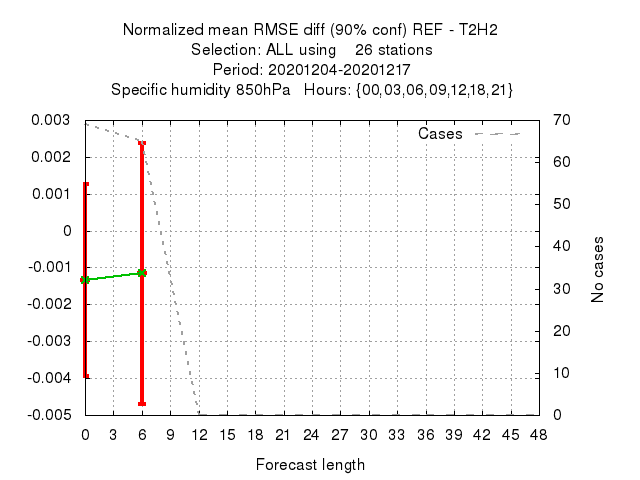 Normalized mean RMSE diff (90% conf) REF - T2H2
Selection: ALL using    26 stations
Period: 20201204-20201217
Specific humidity 850hPa   Hours: {00,03,06,09,12,18,21}
Cases
0.003
0.002
0.001
0
-0.001
-0.002
-0.003
-0.004
-0.005
70
60
50
40
30
20
10
0
No cases
0 3 6 9 12 15 18 21 24 27 30 33 36 39 42 45 48
Forecast length